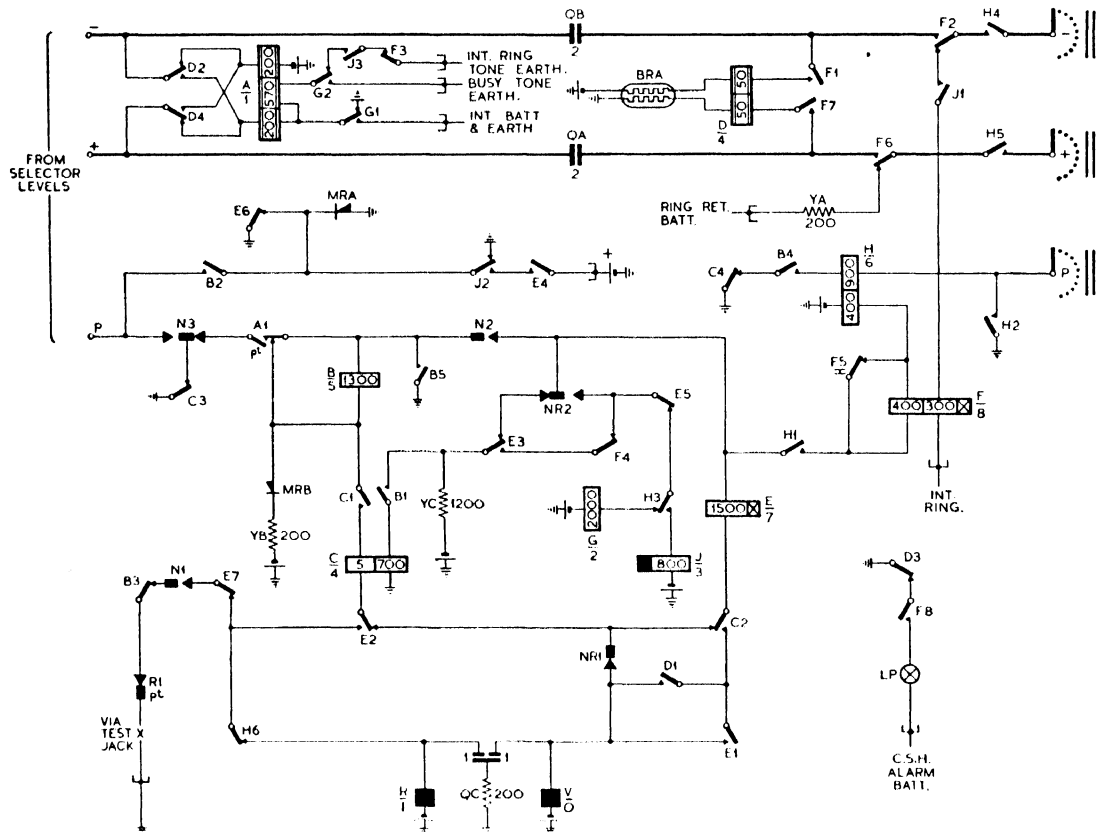 QB
2
F2
H4
−
−
D2
A
1
200
570
200
J3
F3
G2
INT. RING
TONE EARTH.
BUSY TONE
EARTH.
BRA
50
50
F1
D4
G1
INT BATT
& EARTH
D
4
F7
J1
+
QA
2
F6
H5
+
FROM
SELECTOR
LEVELS
E6
MRA
RING RET.
BATT.
YA
200
B2
J2
E4
+
C4
B4
H
6
900
400
P
P
N3
A1
pt
N2
H2
C3
B
5
1300
B5
F5
x
NR2
E5
400
300
F
8
E3
F4
H1
MRB
C1
B1
YC
1200
H3
INT.
RING.
YB
200
2000
G
2
1500
E
7
C
4
5
700
800
J
3
B3
N1
E7
D3
E2
C2
F8
NR1
D1
LP
R1
pt
VIA
TEST X
JACK
H6
E1
1
1
C.S.H.
ALARM
BATT.
R
1
QC
200
V
0